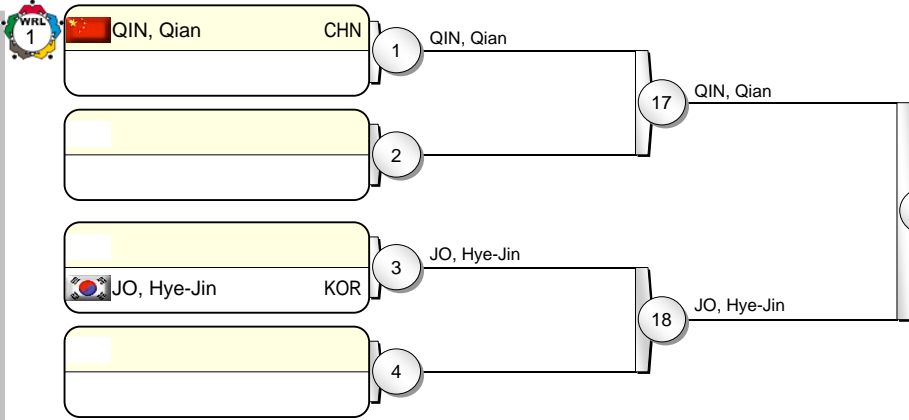 WRL
1
QIN, Qian CHN
1
QIN, Qian
17
QIN, Qian
2
3
JO, Hye-Jin
JO, Hye-Jin KOR
18
JO, Hye-Jin
4